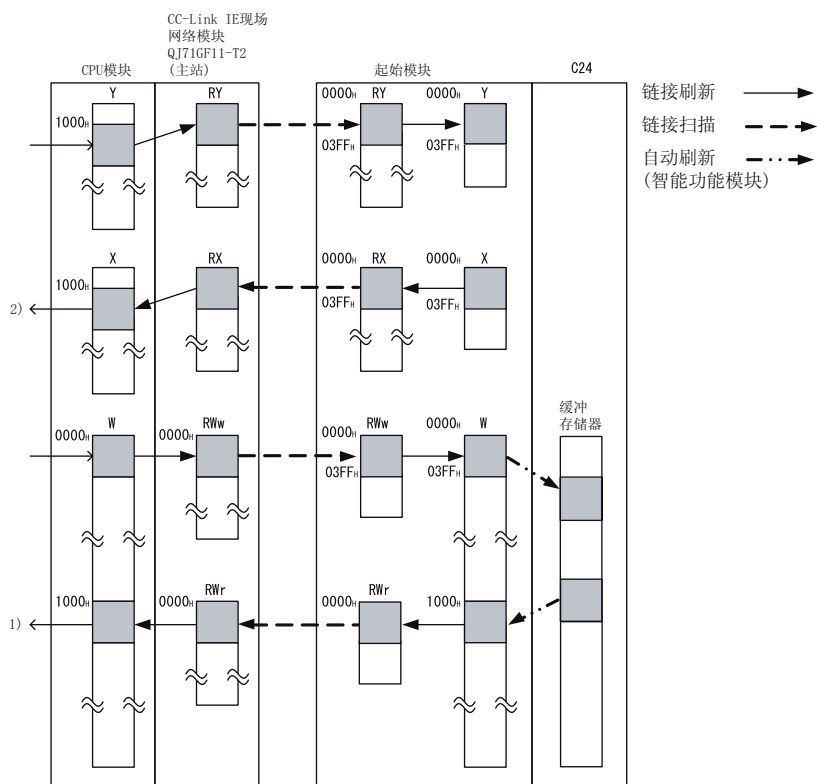 CC-Link IE现场
网络模块
QJ71GF11-T2
(主站)
CPU模块
起始模块
C24
Y
RY
0000H RY
0000H Y
1000H
03FFH
03FFH
链接刷新
链接扫描
自动刷新
(智能功能模块)
X
RX
0000H RX
0000H X
1000H
03FFH
03FFH
2)
缓冲
存储器
W
RWw
RWw
W
0000H
0000H
0000H
0000H
03FFH
03FFH
RWr
RWr
1000H
0000H
0000H
1000H
1)